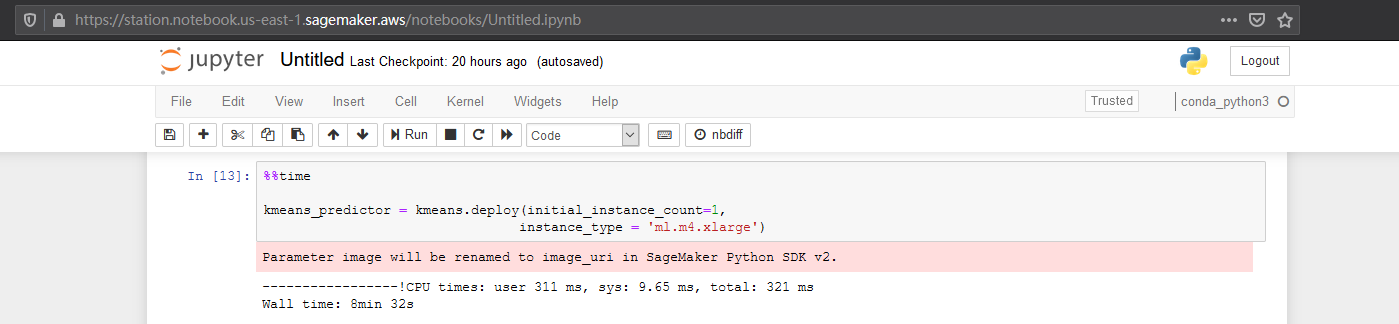 https://station.notebook.us-east-1.sagemaker.aws/notebooks/Untitled.ipynb
jupyter Untitled Last Checkpoint: 20 hours ago (autosaved) Logout
File Edit View Insert Cell Kernel Widgets Help Trusted conda_python3
Run Code nbdiff
In [13]: %%time
kmeans_predictor = kmeans.deploy(initial_instance_count=1,
instance_type = 'ml.m4.xlarge')
Parameter image will be renamed to image_uri in SageMaker Python SDK v2.
-----------------!CPU times: user 311 ms, sys: 9.65 ms, total: 321 ms
Wall time: 8min 32s